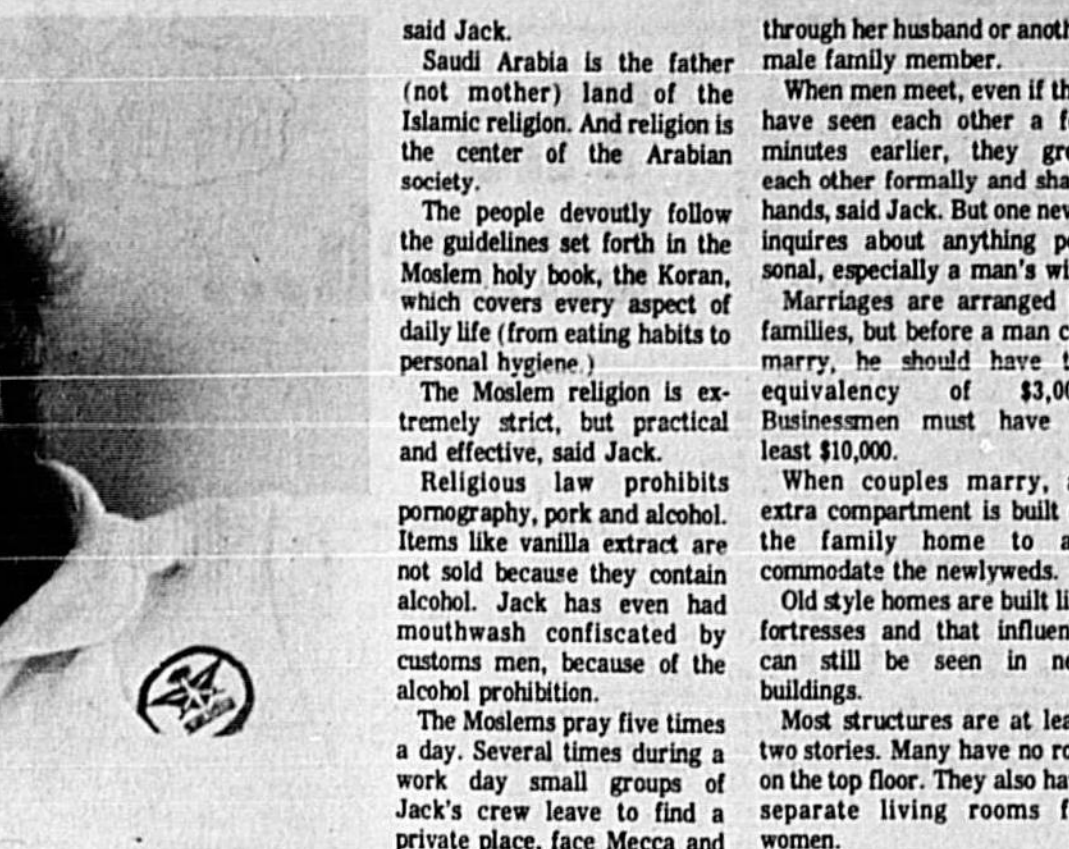 said Jack.
Saudi Arabia is the father
(not mother) land of the
Islamic religion. And religion is
the center of the Arabian
society.
The people devoutly follow
the guidelines set forth in the
Moslem holy book, the Koran,
which covers every aspect of
daily life (from eating habits to
personal hygiene.)
The Moslem religion is ex-
tremely strict, but practical
and effective, said Jack.
Religious law prohibits
pornography, pork and alcohol.
Items like vanilla extract are
not sold because they contain
alcohol. Jack has even had
mouthwash confiscated by
customs men, because of the
alcohol prohibition.
The Moslems pray five times
a day. Several times during a
work day small groups of
Jack's crew leave to find a
private place, face Mecca and
through her husband or anoth
male family member.
When men meet, even if th
have seen each other a f
minutes earlier, they gr
each other formally and sha
hands, said Jack. But one nev
inquires about anything p
sonal, especially a man's wi
Marriages are arranged
families, but before a man c
marry, he should have t
equivalency of $3,00
Businessmen must have
least $10,000.
When couples marry, a
extra compartment is built
the family home to a
commodate the newlyweds.
Old style homes are built li
fortresses and that influen
can still be seen in ne
buildings.
Most structures are at lea
two stories. Many have no ro
on the top floor. They also ha
separate living rooms f
women.